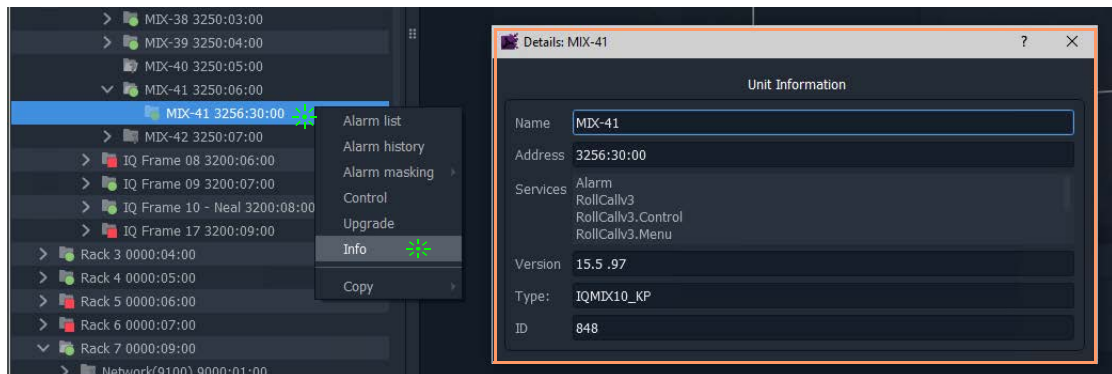 MIX-38 3250:03:00
MIX-39 3250:04:00
MIX-40 3250:05:00
MIX-41 3250:06:00
MIX-41 3256:30:00
MIX-42 3250:07:00
IQ Frame 08 3200:06:00
IQ Frame 09 3200:07:00
IQ Frame 10 - Neal 3200:08:00
IQ Frame 17 3200:09:00
Rack 3 0000:04:00
Rack 4 0000:05:00
Rack 5 0000:06:00
Rack 6 0000:07:00
Rack 7 0000:09:00
Network(9100) 9000:01:00
Alarm list
Alarm history
Alarm masking
Control
Upgrade
Info
Copy
Details: MIX-41
Unit Information
Name MIX-41
Address 3256:30:00
Services Alarm
RollCallv3
RollCallv3.Control
RollCallv3.Menu
Version 15.5 .97
Type: IQMIX10_KP
ID 848